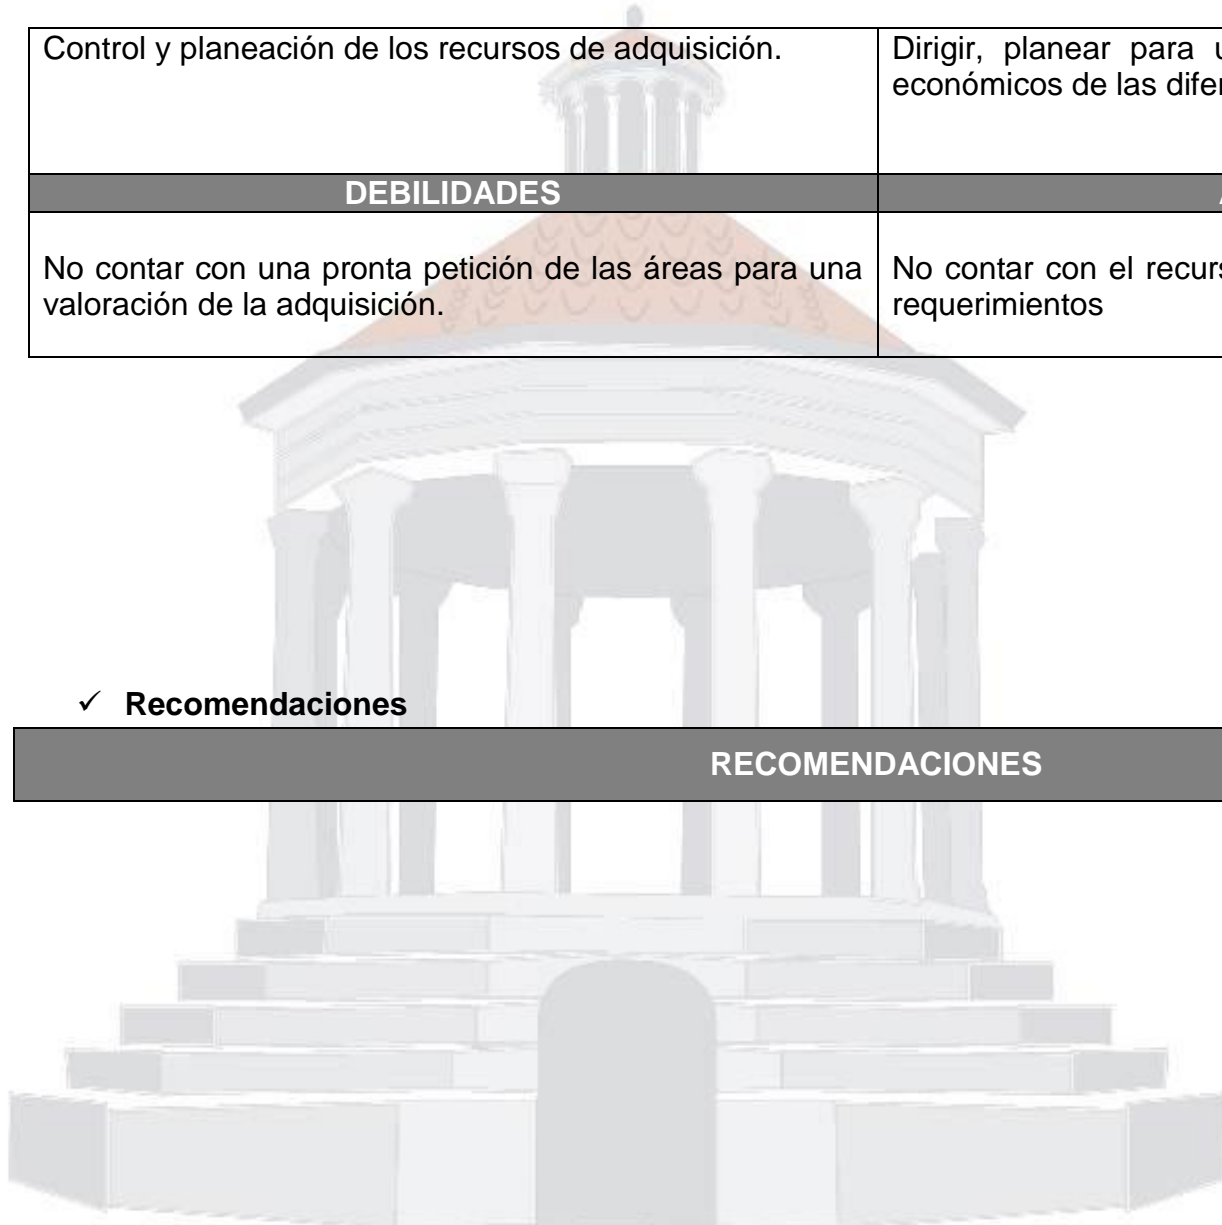 Control y planeación de los recursos de adquisición.
Dirigir, planear para
económicos de las
DEBILIDADES
No contar con una pronta petición de las áreas para una
valoración de la adquisición.
No contar con el
requerimientos
✓ Recomendaciones
RECOMENDACIONES